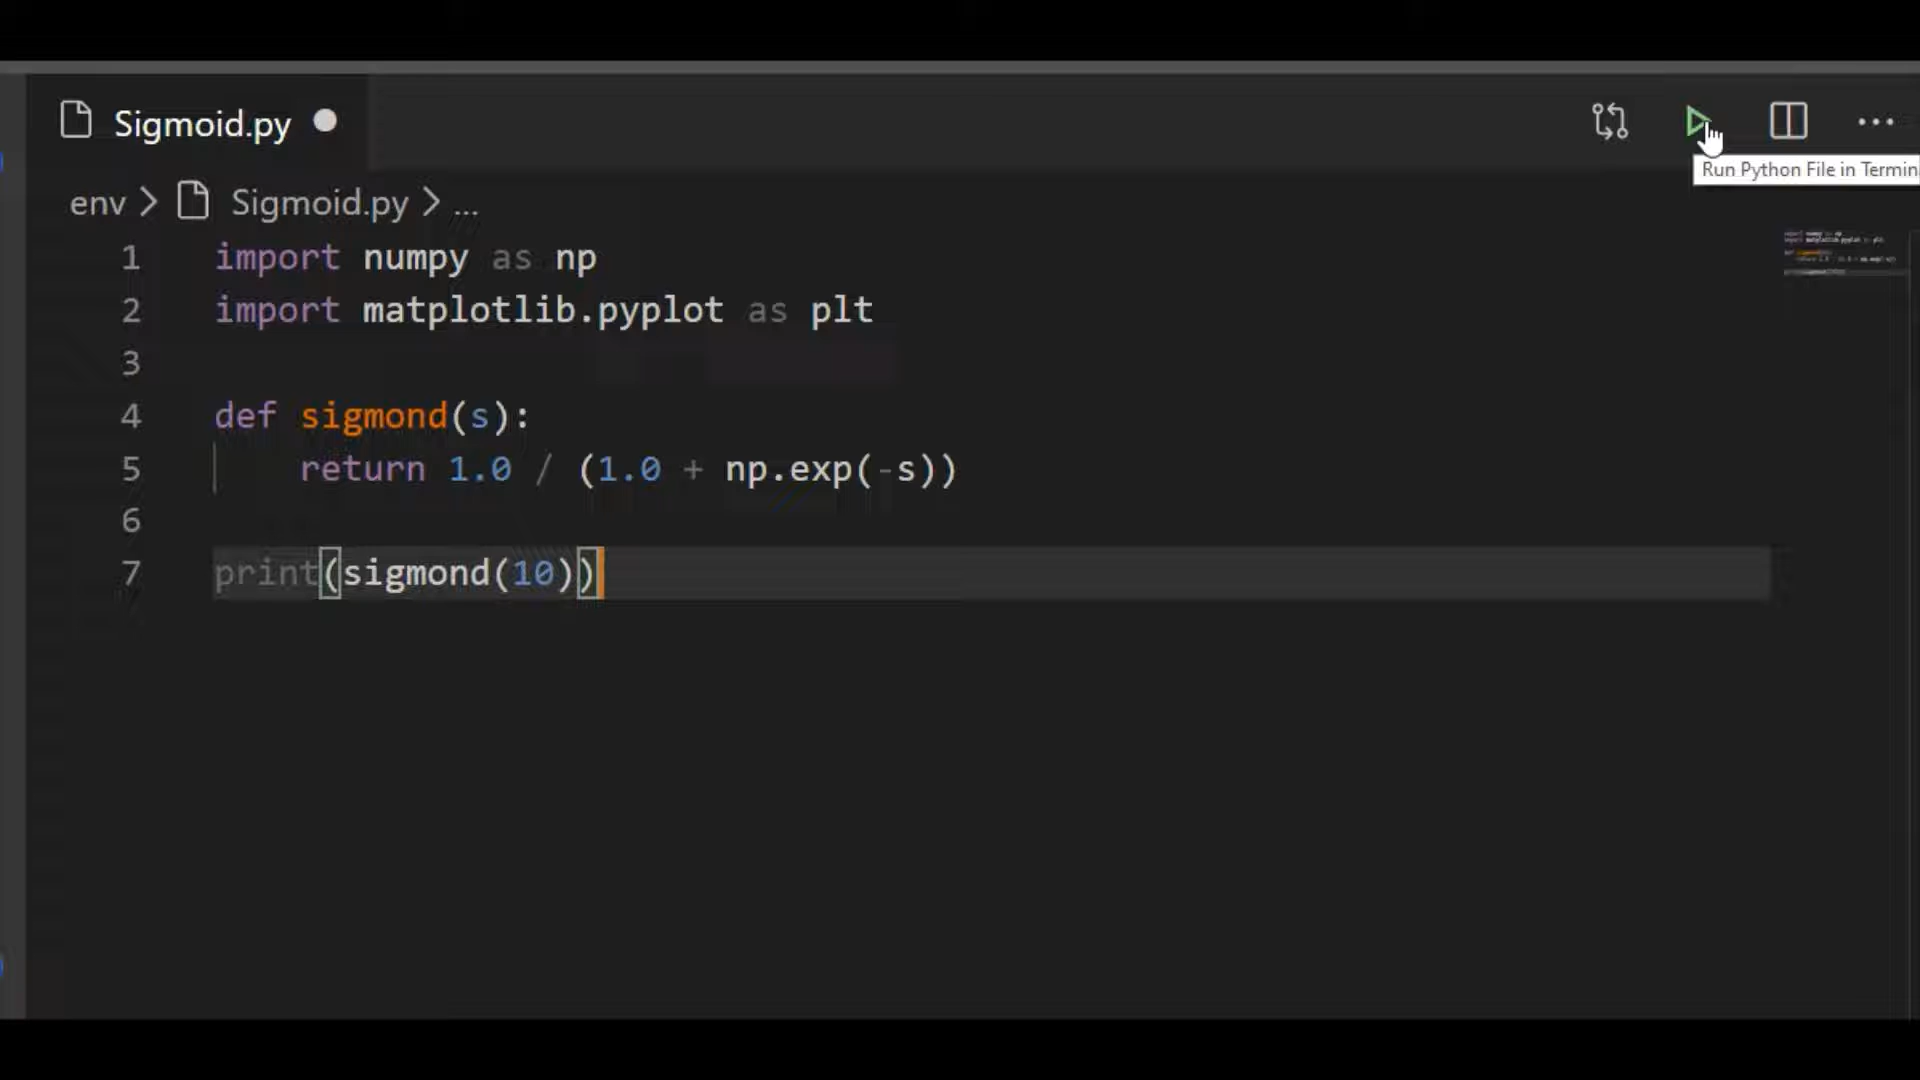 Sigmoid.py
Run Python File in Termin
env > Sigmoid.py > ...
1 import numpy as np
2 import matplotlib.pyplot as plt
3
4 def sigmond(s):
5 return 1.0 / (1.0 + np.exp(-s))
6
7 print(sigmond(10))